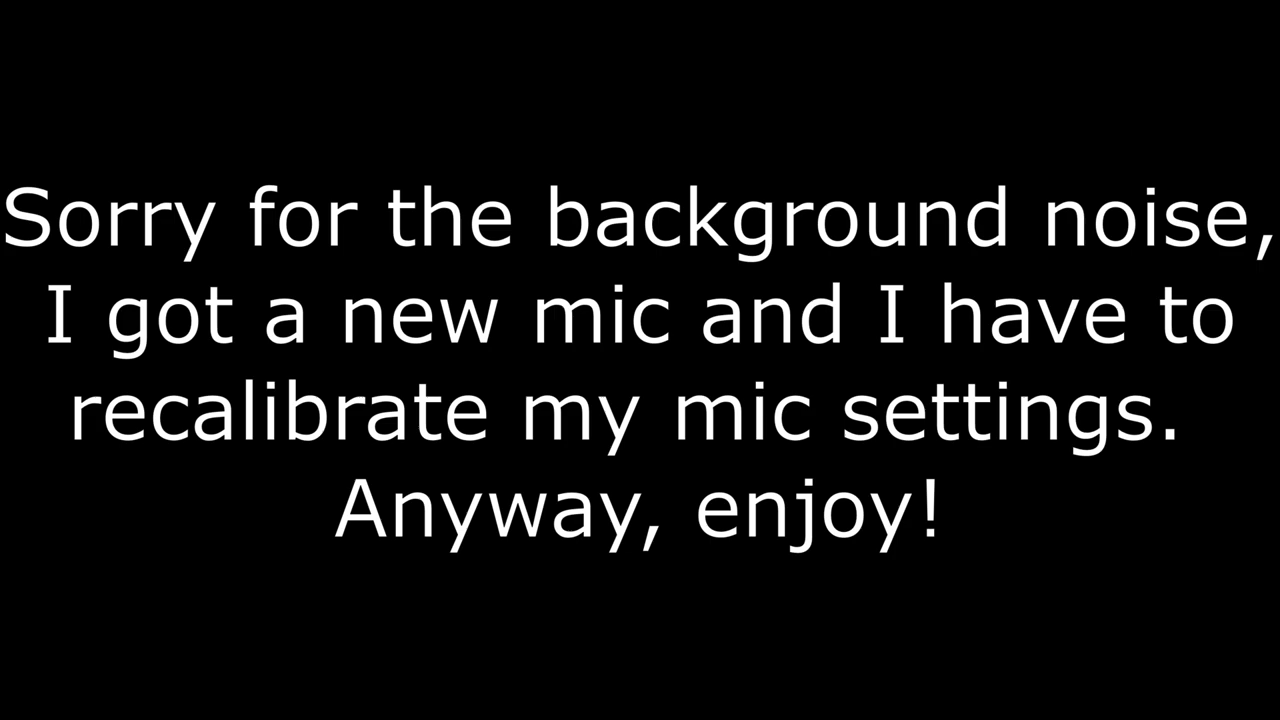 Sorry for the background noise,
I got a new mic and I have to
recalibrate my mic settings.
Anyway, enjoy!